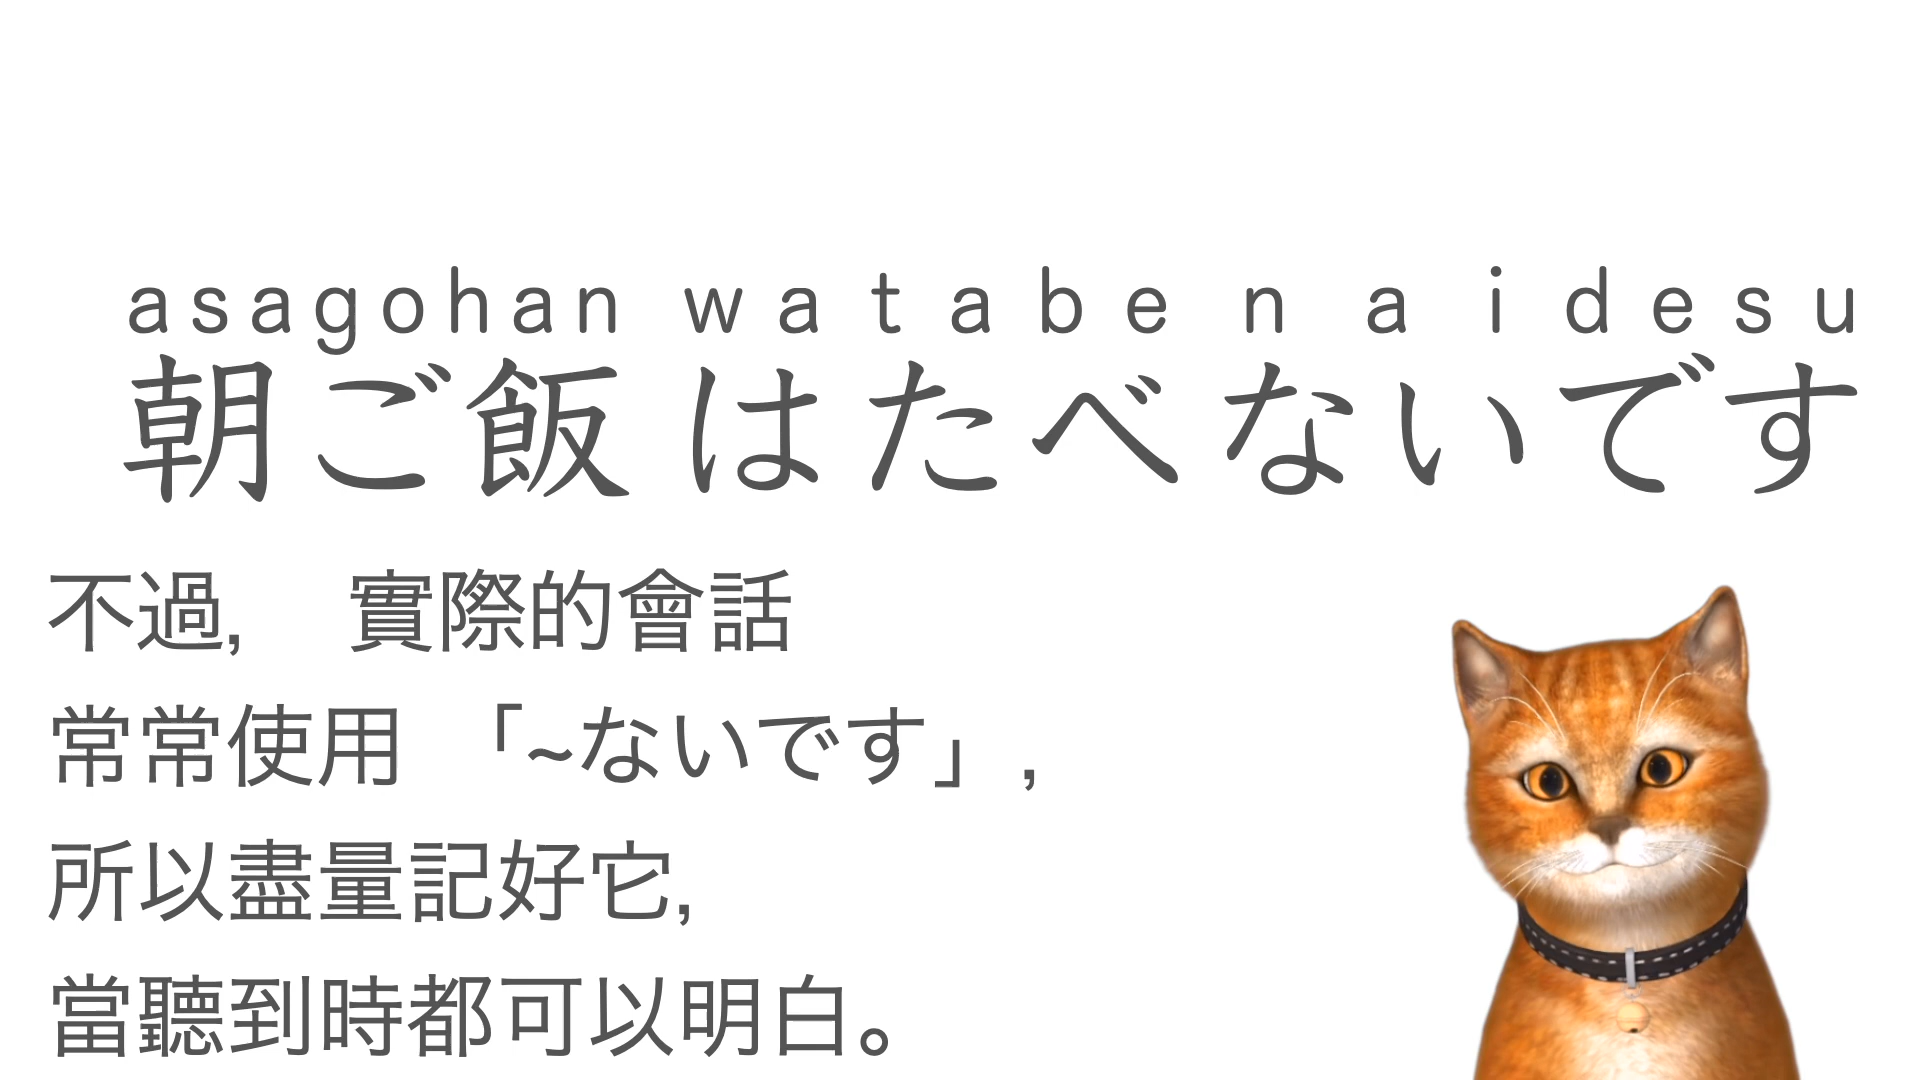 asagohan wa tabe na idesu
朝ご飯 はたべないです
不過,　實際的會話
常常使用 「~ないです」,
所以盡量記好它,
當聽到時都可以明白。